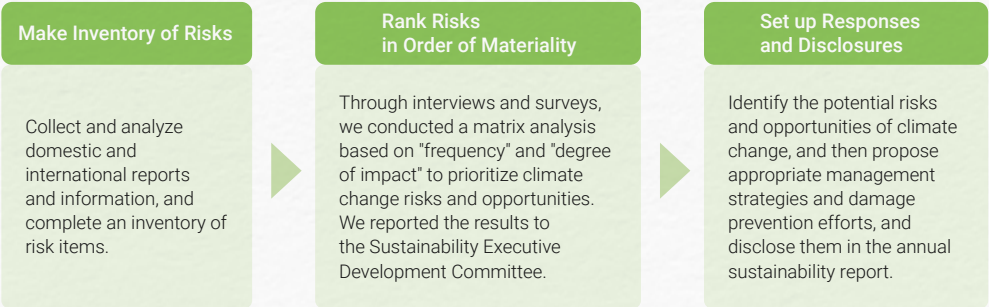 Make Inventory of Risks
Collect and analyze
domestic and
international reports
and information, and
complete an inventory of
risk items.
Rank Risks
in Order of Materiality
Through interviews and surveys,
we conducted a matrix analysis
based on "frequency" and "degree
of impact" to prioritize climate
change risks and opportunities.
We reported the results to
the Sustainability Executive
Development Committee.
Set up Responses
and Disclosures
Identify the potential risks
and opportunities of climate
change, and then propose
appropriate management
strategies and damage
prevention efforts, and
disclose them in the annual
sustainability report.